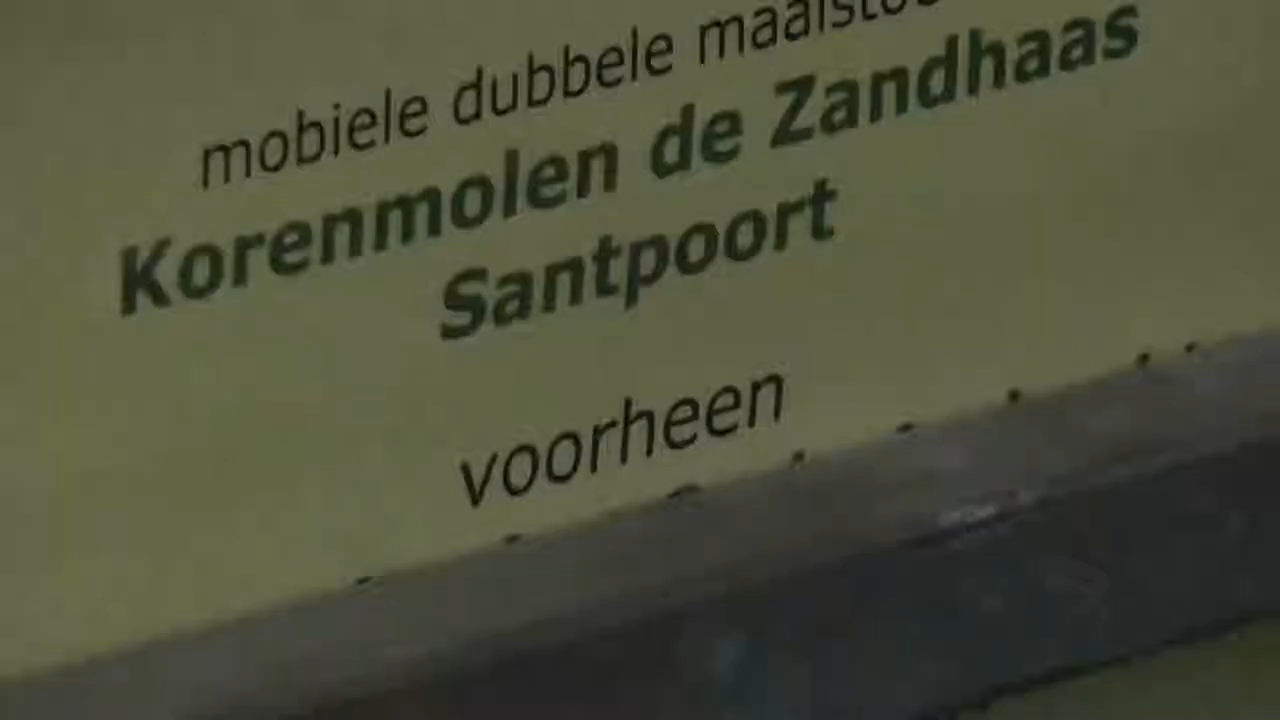 mobiele dubbele
Korenmolen de Zandhaas
Santpoort
voorheen